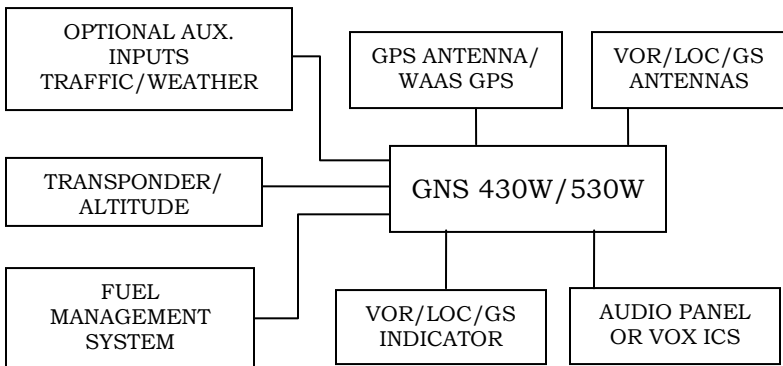 OPTIONAL AUX.
INPUTS
TRAFFIC/WEATHER
GPS ANTENNA/
WAAS GPS
VOR/LOC/GS
ANTENNAS
TRANSPONDER/
ALTITUDE
GNS 430W/530W
FUEL
MANAGEMENT
SYSTEM
VOR/LOC/GS
INDICATOR
AUDIO PANEL
OR VOX ICS